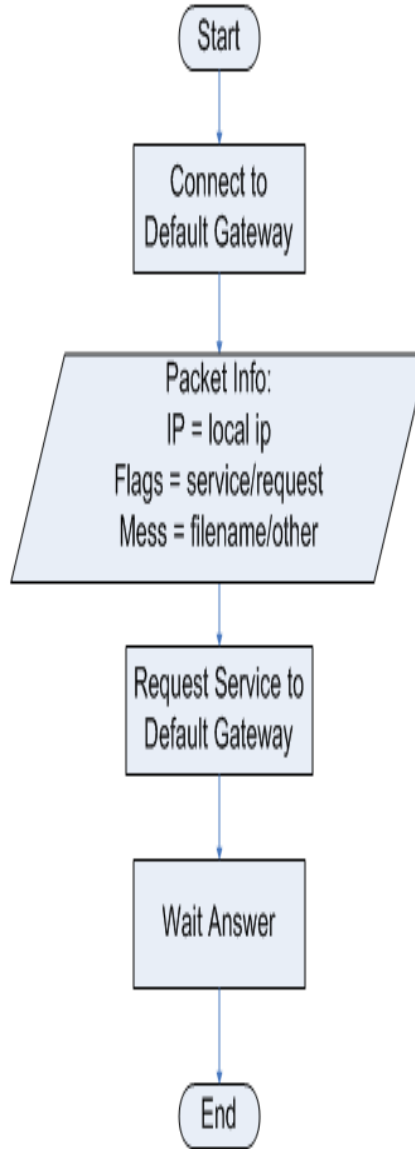 Start
Connect to
Default Gateway
Packet Info:
IP = local ip
Flags = service/request
Mess = filename/other
Request Service to
Default Gateway
Wait Answer
End